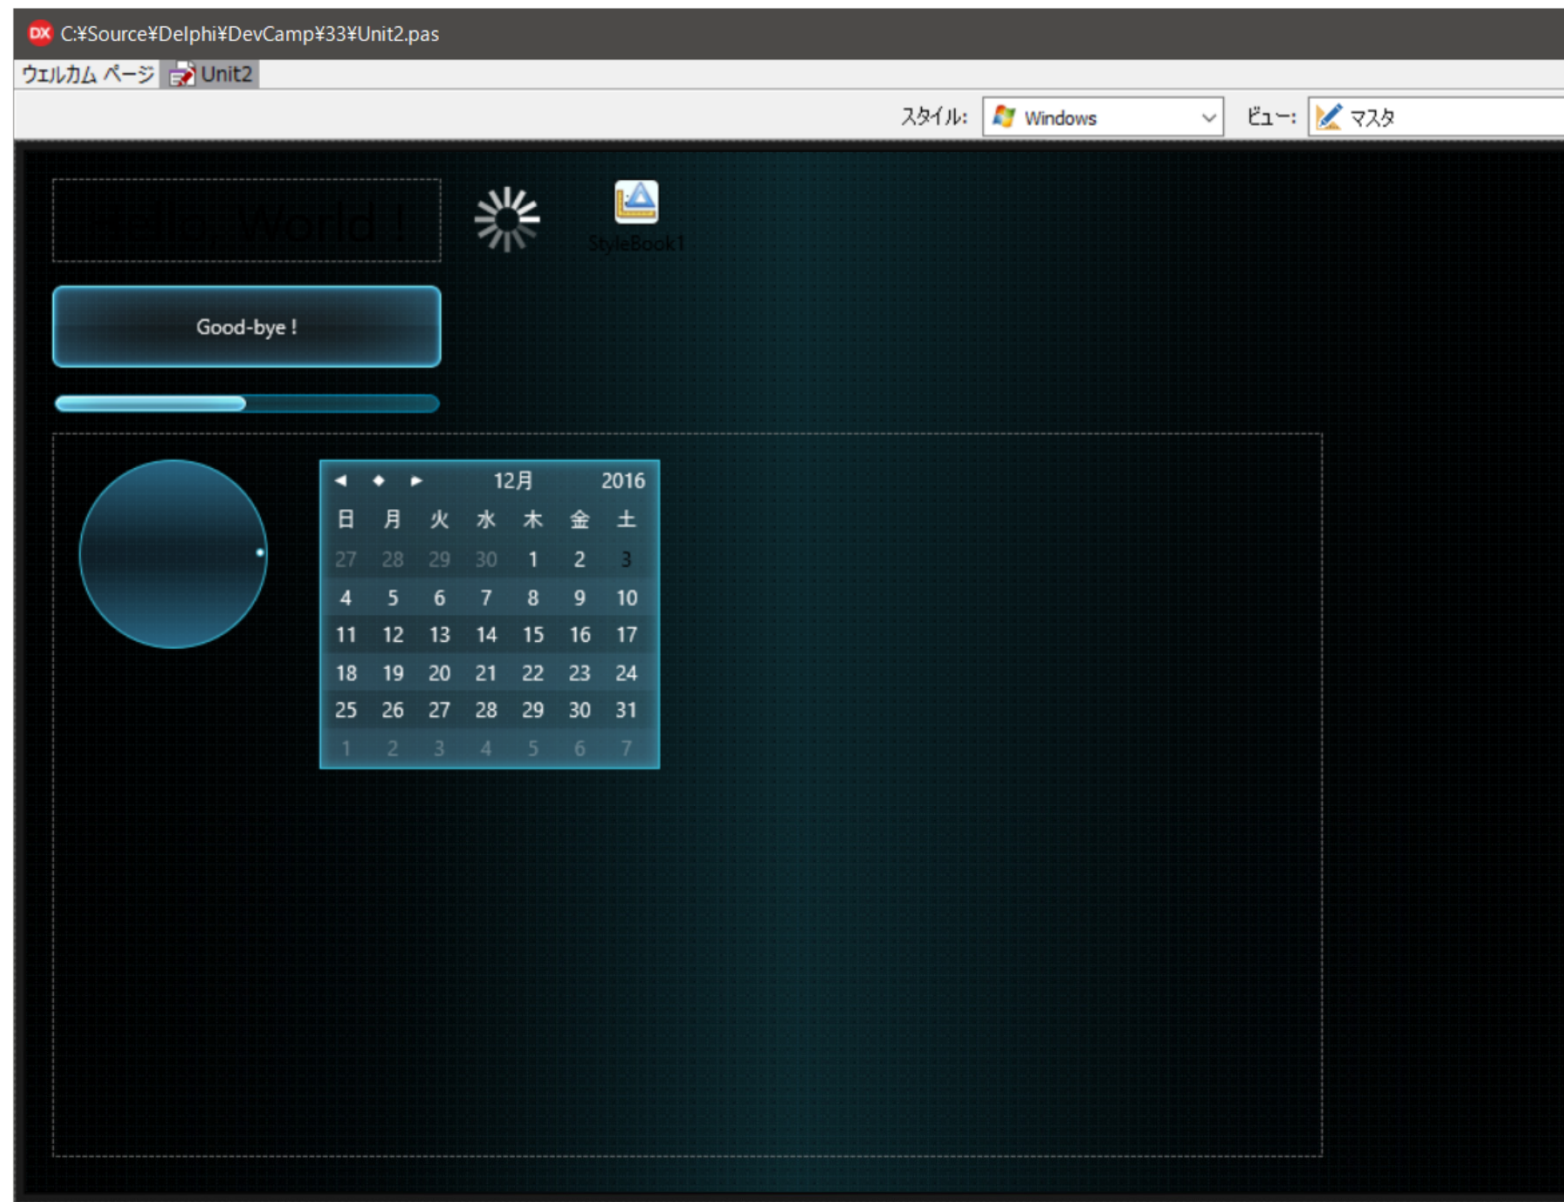 DX C:¥Source¥Delphi¥DevCamp¥33¥Unit2.pas
ウェルカム ページ Unit2
スタイル: Windows ビュー: マスタ
World !
StyleBook1
Good-bye !
12月 2016
日 月 火 水 木 金 土
27 28 29 30 1 2 3
4 5 6 7 8 9 10
11 12 13 14 15 16 17
18 19 20 21 22 23 24
25 26 27 28 29 30 31
1 2 3 4 5 6 7